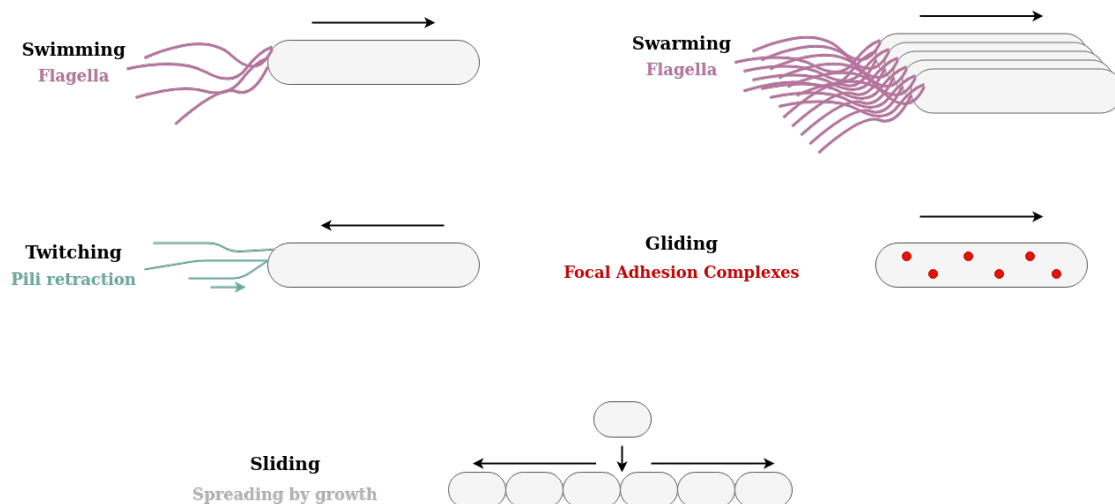 Swimming
Flagella
Swarming
Flagella
Twitching
Pili retraction
Gliding
Focal Adhesion Complexes
Sliding
Spreading by growth